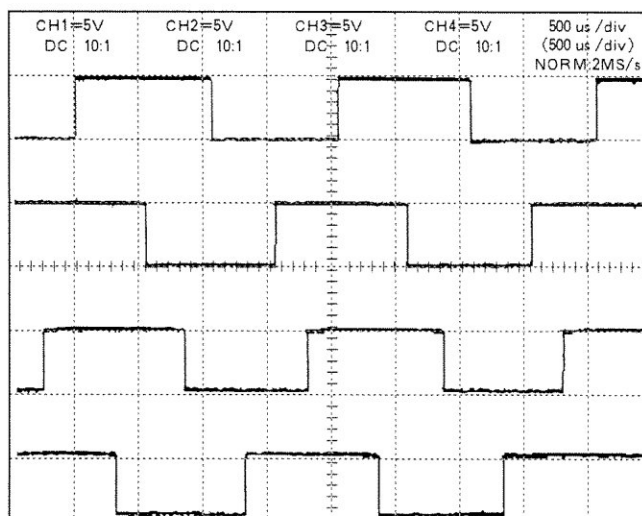 CH1=5V CH2=5V CH3=5V CH4=5V 500 us/div
DC 10:1 DC 10:1 DC 10:1 DC 10:1 (500 us/div)
NORM:2MS/s